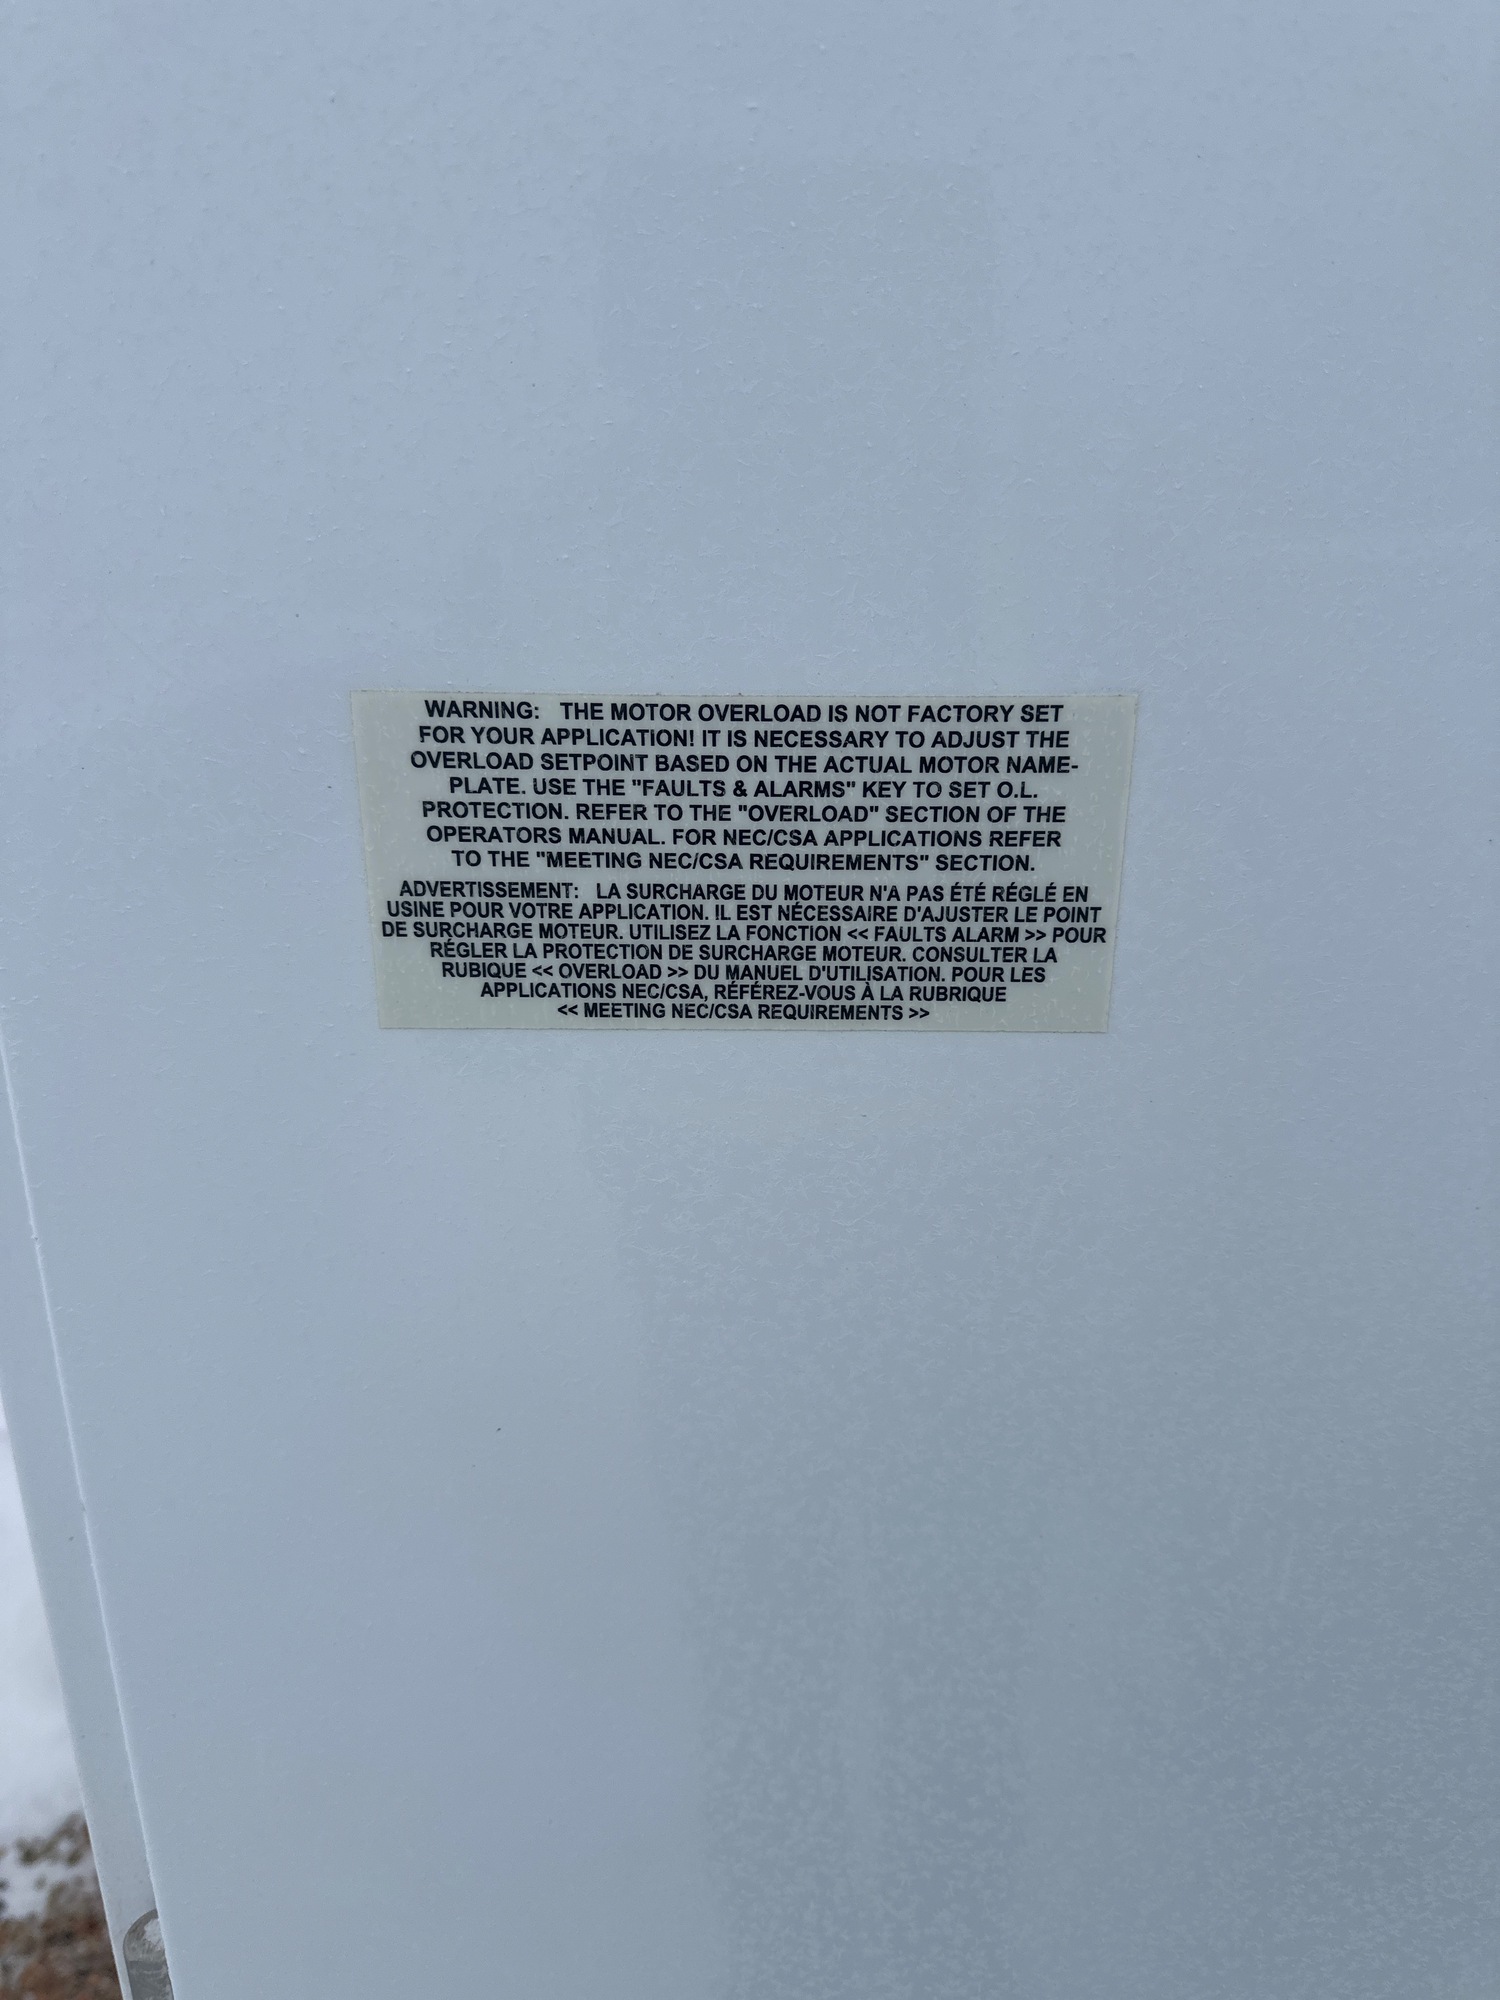 WARNING: THE MOTOR OVERLOAD IS NOT FACTORY SET
FOR YOUR APPLICATION! IT IS NECESSARY TO ADJUST THE
OVERLOAD SETPOINT BASED ON THE ACTUAL MOTOR NAME-
PLATE. USE THE "FAULTS & ALARMS" KEY TO SET O.L.
PROTECTION. REFER TO THE "OVERLOAD" SECTION OF THE
OPERATORS MANUAL. FOR NEC/CSA APPLICATIONS REFER
TO THE "MEETING NEC/CSA REQUIREMENTS" SECTION.
ADVERTISSEMENT: LA SURCHARGE DU MOTEUR N'A PAS ÉTÉ RÉGLÉ EN
USINE POUR VOTRE APPLICATION. IL EST NÉCESSAIRE D'AJUSTER LE POINT
DE SURCHARGE MOTEUR. UTILISEZ LA FONCTION << FAULTS ALARM >> POUR
RÉGLER LA PROTECTION DE SURCHARGE MOTEUR. CONSULTER LA
RUBIQUE << OVERLOAD >> DU MANUEL D'UTILISATION. POUR LES
APPLICATIONS NEC/CSA, RÉFÉREZ-VOUS À LA RUBRIQUE
<< MEETING NEC/CSA REQUIREMENTS >>